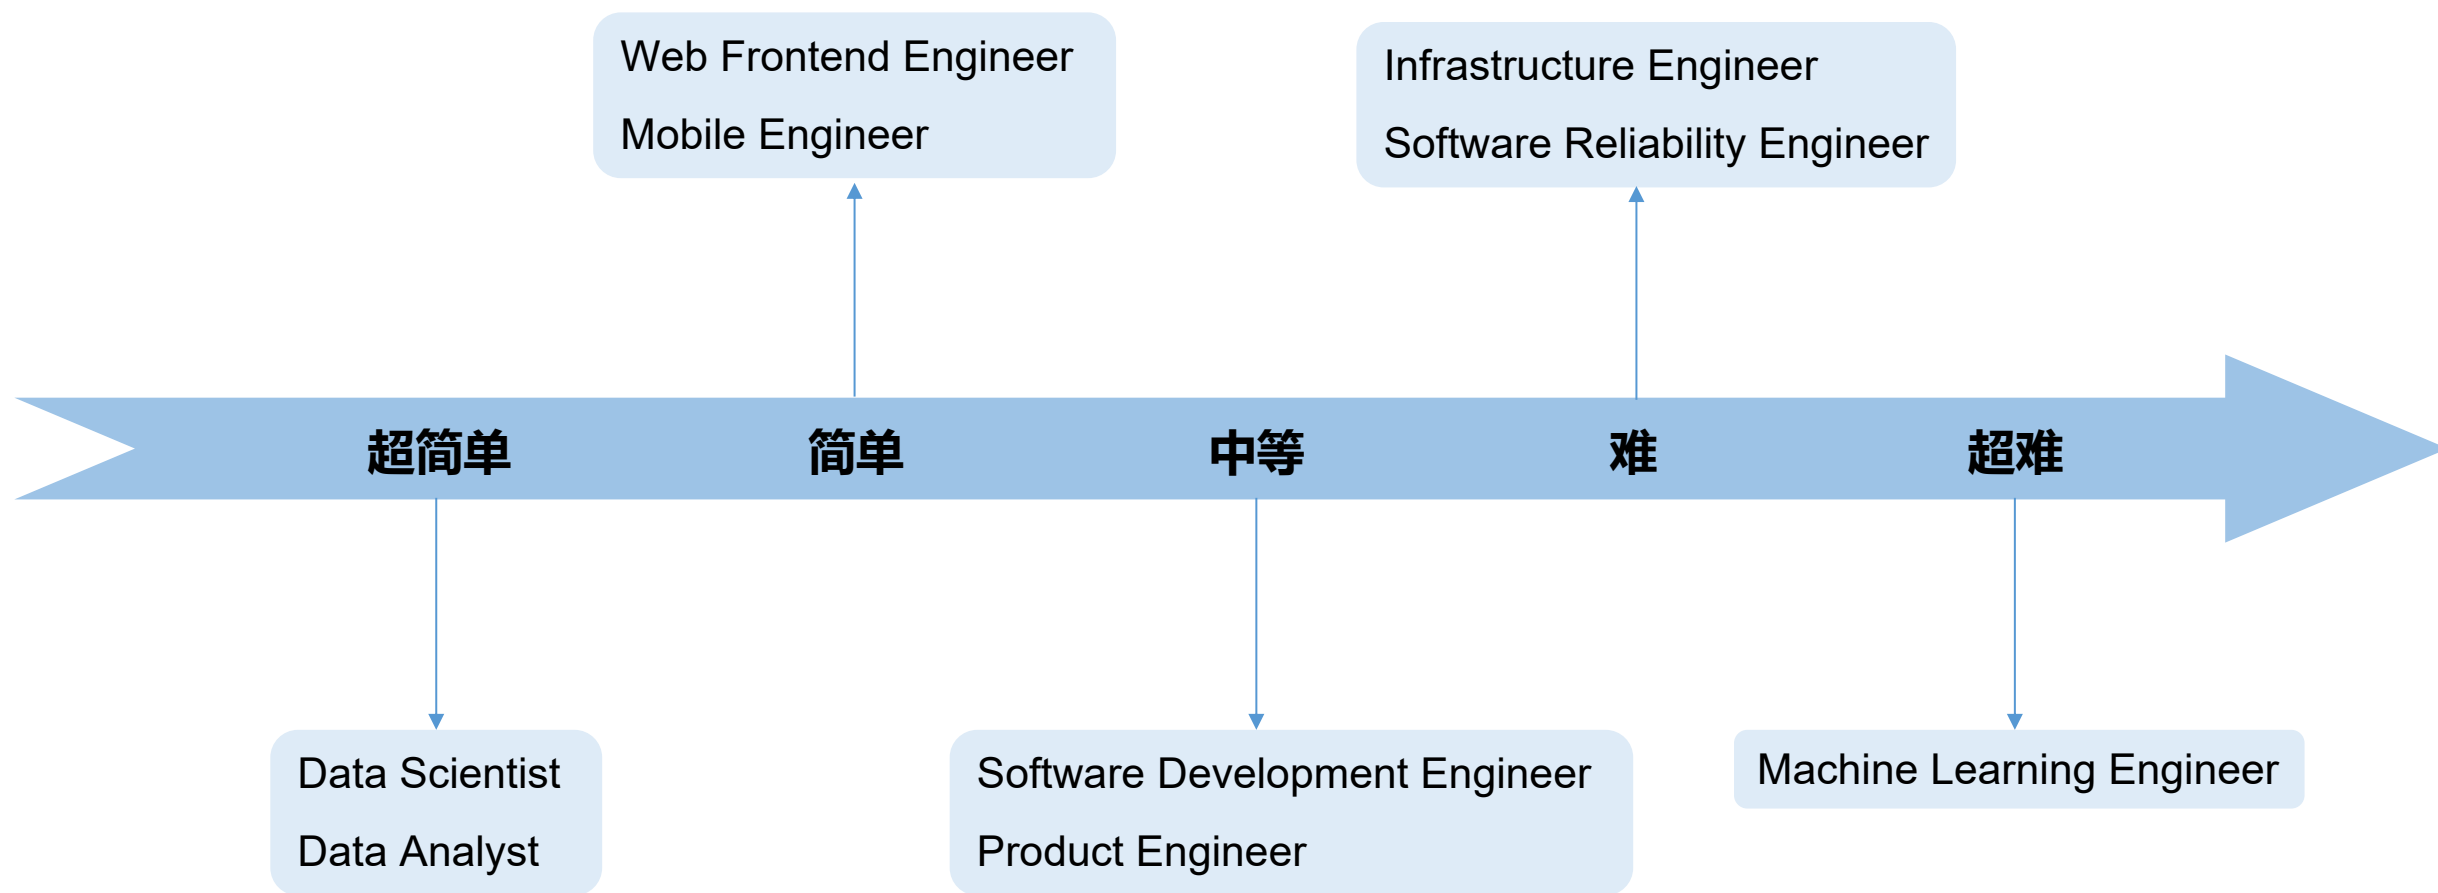 Web Frontend Engineer
Mobile Engineer
Infrastructure Engineer
Software Reliability Engineer
超简单
简单
中等
难
超难
Data Scientist
Data Analyst
Software Development Engineer
Product Engineer
Machine Learning Engineer